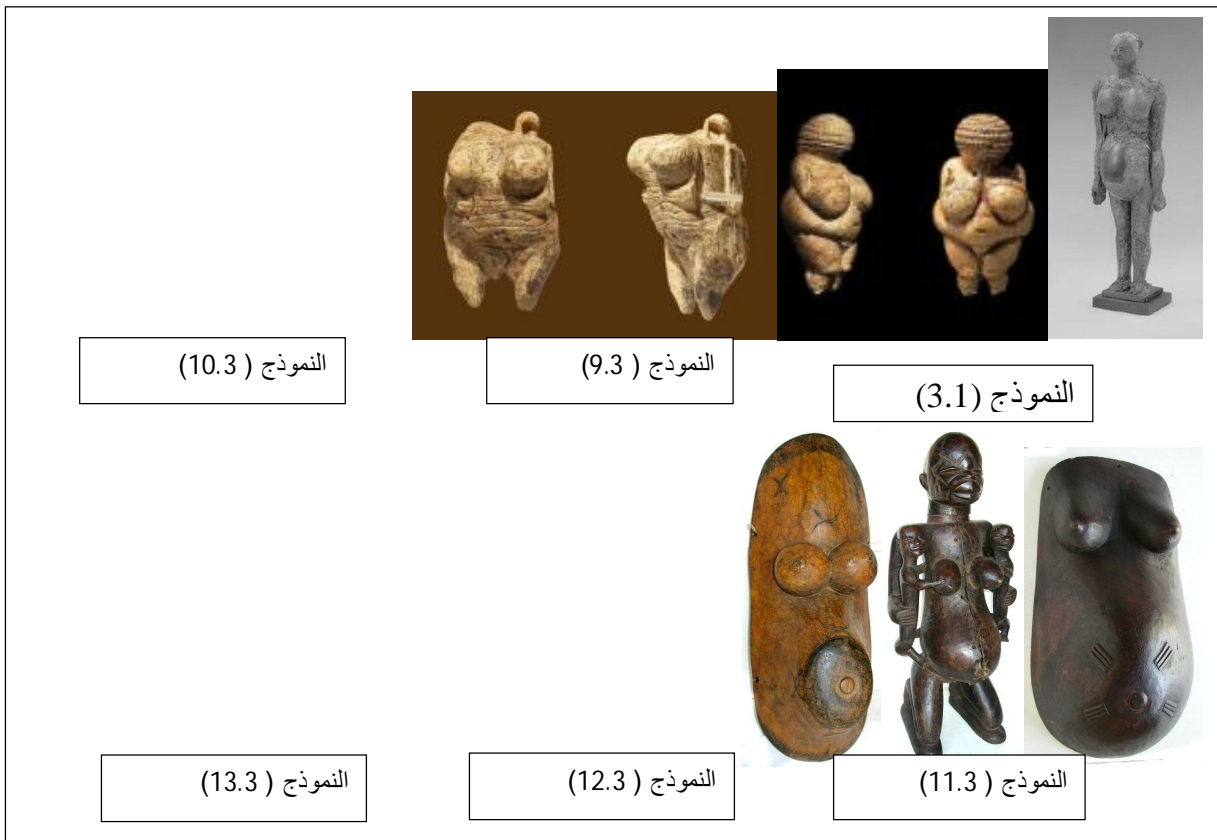 النموذج (3.1)
النموذج ( 9.3)
النموذج ( 10.3)
النموذج ( 11.3)
النموذج ( 12.3)
النموذج ( 13.3)